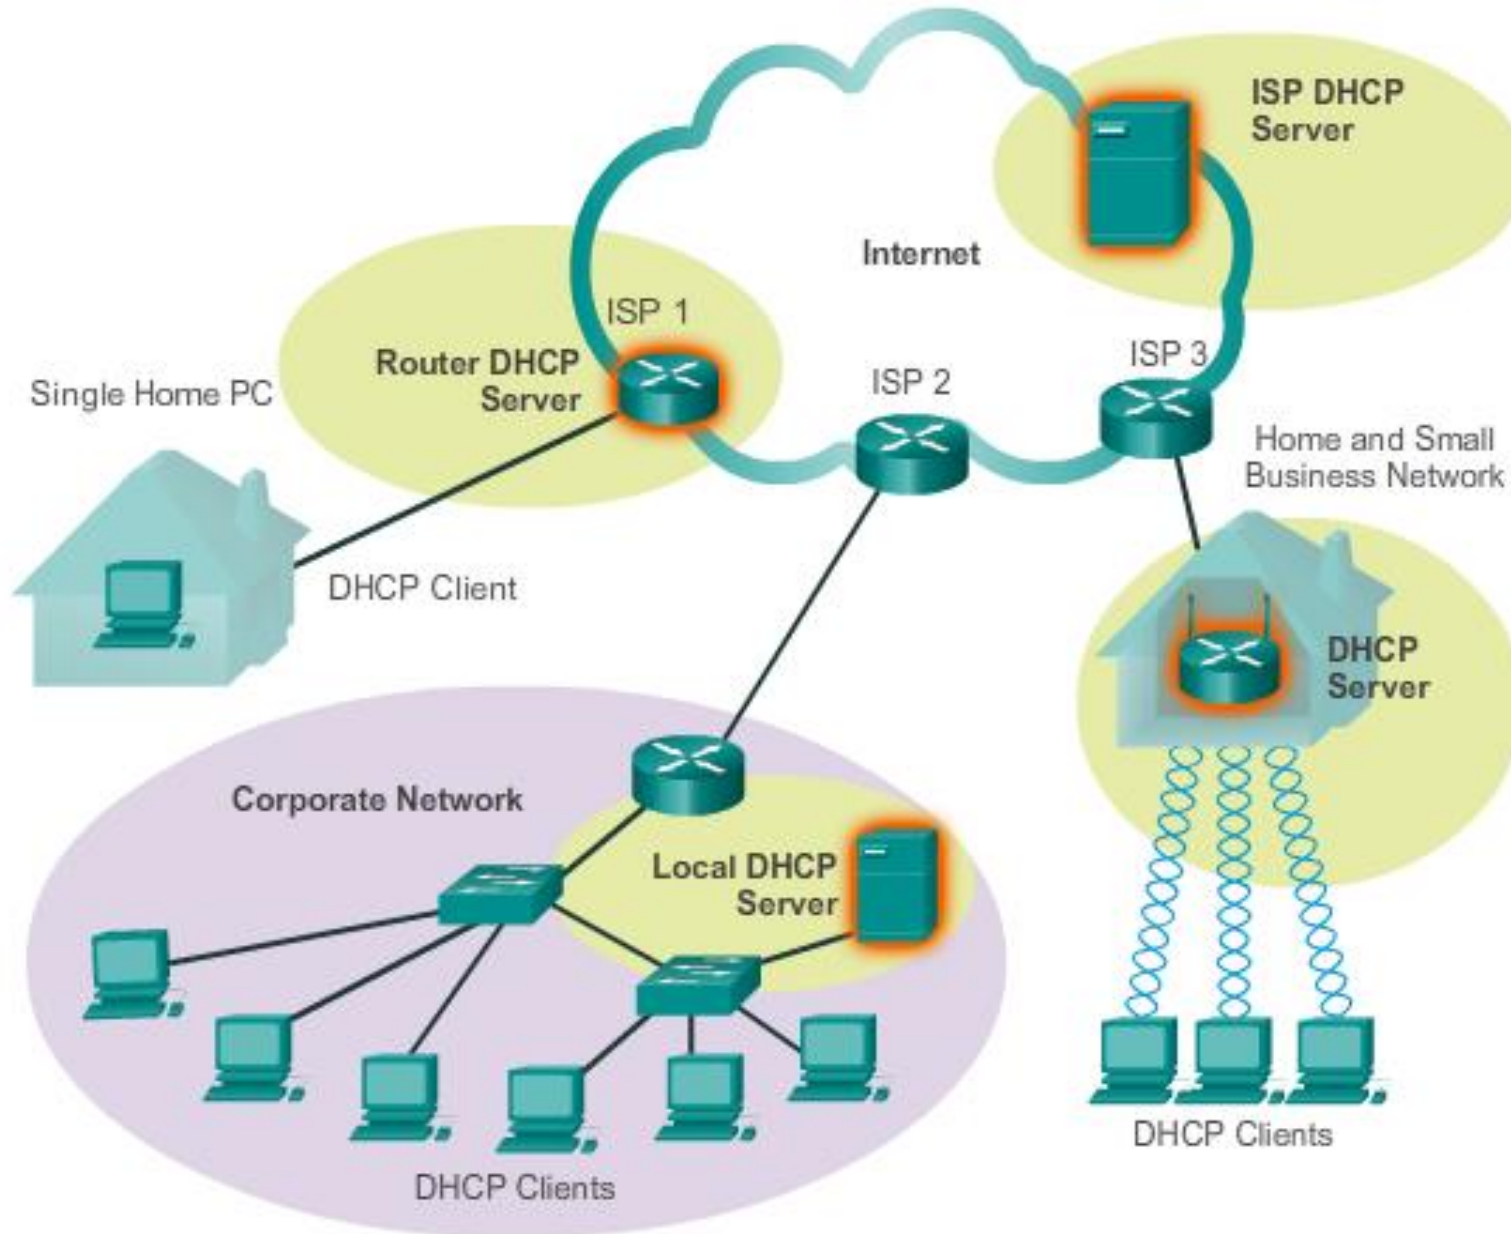 ISP DHCP
Server
Internet
ISP 1
Router DHCP
Server
ISP 2
ISP 3
Single Home PC
Home and Small
Business Network
DHCP Client
DHCP
Server
Corporate Network
Local DHCP
Server
DHCP Clients
DHCP Clients